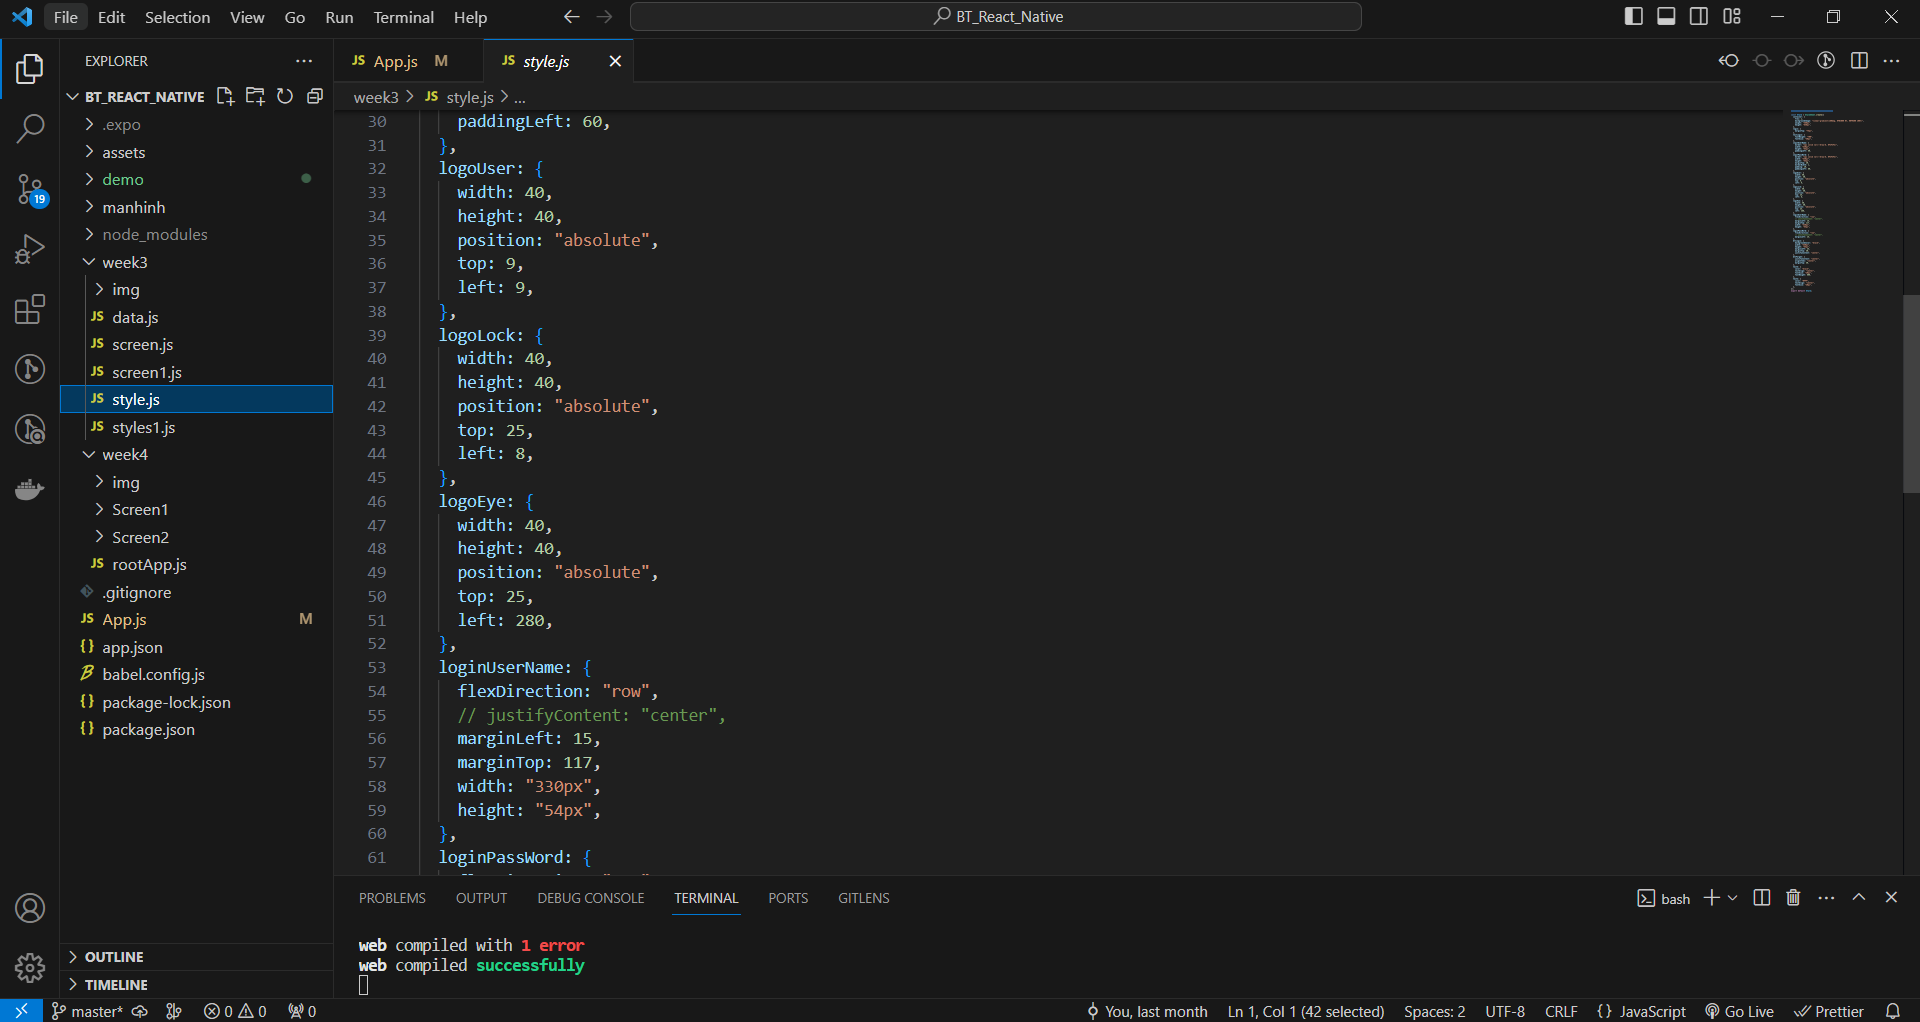 File Edit Selection View Go Run Terminal Help
BT_React_Native
EXPLORER
BT_REACT_NATIVE
.expo
assets
demo
manhinh
node_modules
week3
img
JS data.js
JS screen.js
JS screen1.js
JS style.js
JS styles1.js
week4
img
Screen1
Screen2
JS rootApp.js
.gitignore
JS App.js M
{} app.json
babel.config.js
{} package-lock.json
{} package.json
OUTLINE
TIMELINE
19
JS App.js M
JS style.js
week3 > JS style.js > ...
30 paddingLeft: 60,
31 },
32 logoUser: {
33 width: 40,
34 height: 40,
35 position: "absolute",
36 top: 9,
37 left: 9,
38 },
39 logoLock: {
40 width: 40,
41 height: 40,
42 position: "absolute",
43 top: 25,
44 left: 8,
45 },
46 logoEye: {
47 width: 40,
48 height: 40,
49 position: "absolute",
50 top: 25,
51 left: 280,
52 },
53 loginUserName: {
54 flexDirection: "row",
55 // justifyContent: "center",
56 marginLeft: 15,
57 marginTop: 117,
58 width: "330px",
59 height: "54px",
60 },
61 loginPassWord: {
PROBLEMS OUTPUT DEBUG CONSOLE TERMINAL PORTS GITLENS
bash
web compiled with 1 error
web compiled successfully
master* 0 0 0
You, last month Ln 1, Col 1 (42 selected) Spaces: 2 UTF-8 CRLF {} JavaScript Go Live Prettier